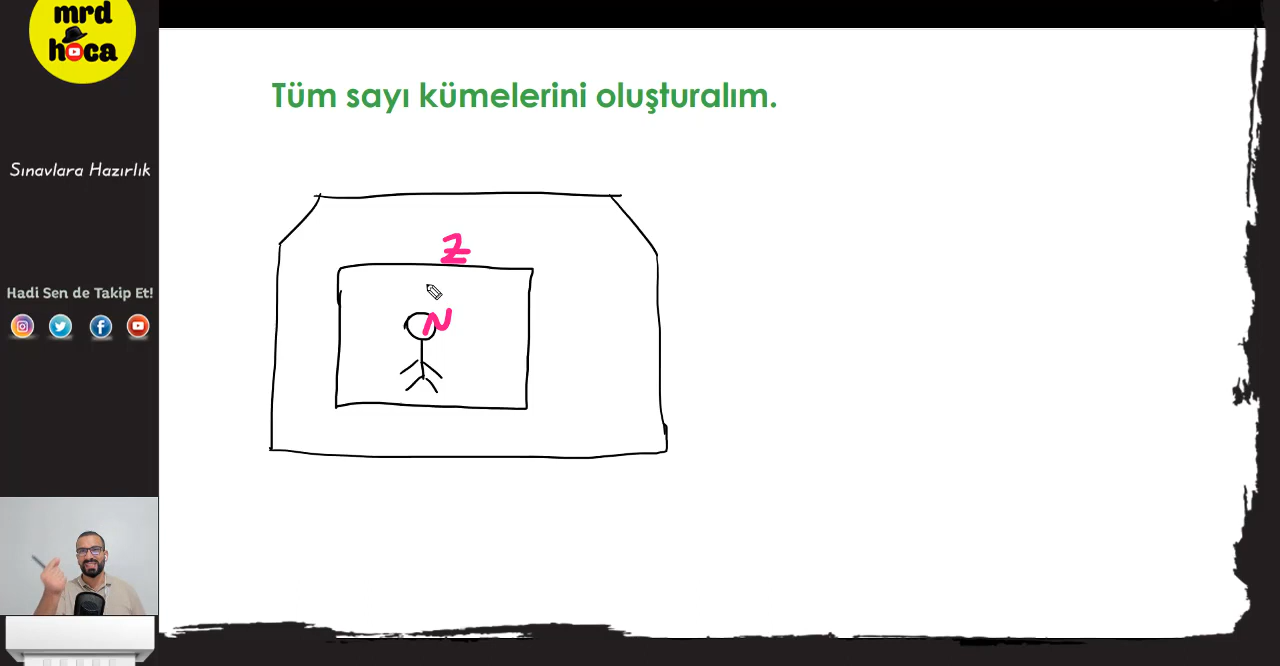 mrd
hoca
Sınavlara Hazırlık
Hadi Sen de Takip Et!
Tüm sayı kümelerini oluşturalım.
Z
N